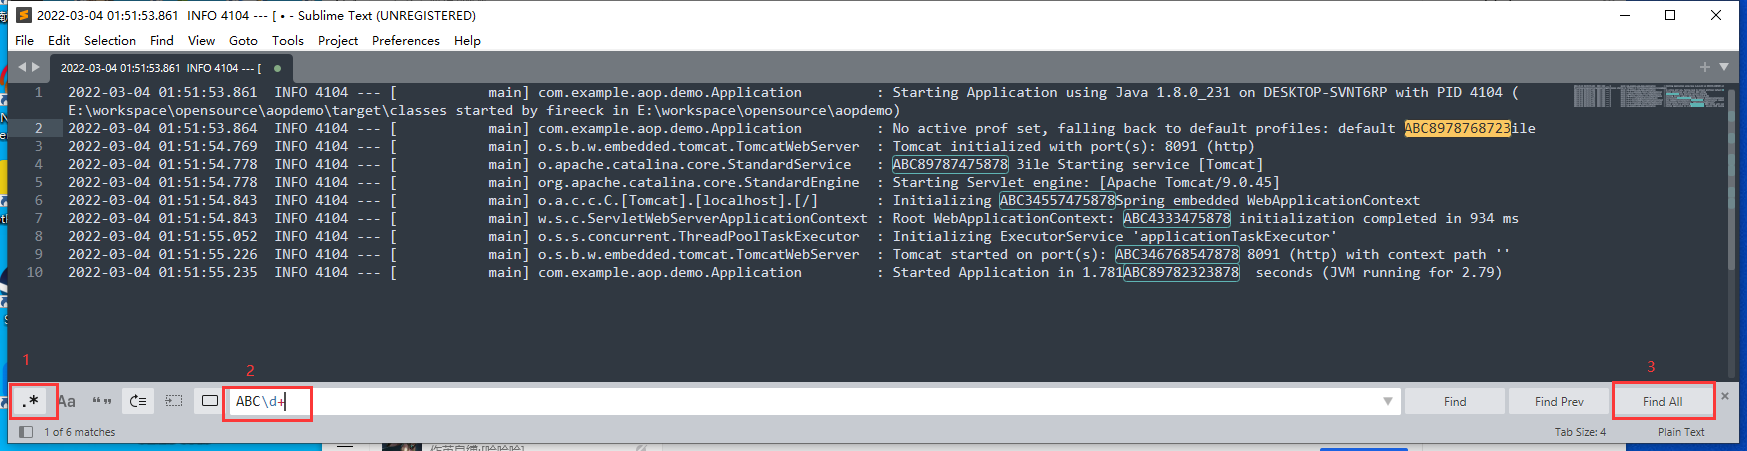 2022-03-04 01:51:53.861  INFO 4104 --- [ • - Sublime Text (UNREGISTERED)
File Edit Selection Find View Goto Tools Project Preferences Help
2022-03-04 01:51:53.861  INFO 4104 --- [
1 2022-03-04 01:51:53.861  INFO 4104 --- [           main] com.example.aop.demo.Application         : Starting Application using Java 1.8.0_231 on DESKTOP-SVNT6RP with PID 4104 (
E:\workspace\opensource\aopdemo\target\classes started by fireeck in E:\workspace\opensource\aopdemo)
2 2022-03-04 01:51:53.864  INFO 4104 --- [           main] com.example.aop.demo.Application         : No active prof set, falling back to default profiles: default ABC8978768723ile
3 2022-03-04 01:51:54.769  INFO 4104 --- [           main] o.s.b.w.embedded.tomcat.TomcatWebServer  : Tomcat initialized with port(s): 8091 (http)
4 2022-03-04 01:51:54.778  INFO 4104 --- [           main] o.apache.catalina.core.StandardService   : ABC89787475878 3ile Starting service [Tomcat]
5 2022-03-04 01:51:54.778  INFO 4104 --- [           main] org.apache.catalina.core.StandardEngine  : Starting Servlet engine: [Apache Tomcat/9.0.45]
6 2022-03-04 01:51:54.843  INFO 4104 --- [           main] o.a.c.c.C.[Tomcat].[localhost].[/]       : Initializing ABC34557475878Spring embedded WebApplicationContext
7 2022-03-04 01:51:54.843  INFO 4104 --- [           main] w.s.c.ServletWebServerApplicationContext : Root WebApplicationContext: ABC4333475878 initialization completed in 934 ms
8 2022-03-04 01:51:55.052  INFO 4104 --- [           main] o.s.s.concurrent.ThreadPoolTaskExecutor  : Initializing ExecutorService 'applicationTaskExecutor'
9 2022-03-04 01:51:55.226  INFO 4104 --- [           main] o.s.b.w.embedded.tomcat.TomcatWebServer  : Tomcat started on port(s): ABC346768547878 8091 (http) with context path ''
10 2022-03-04 01:51:55.235  INFO 4104 --- [           main] com.example.aop.demo.Application         : Started Application in 1.781ABC89782323878  seconds (JVM running for 2.79)
1 2 3
.* Aa “” ABC\d+ Find Find Prev Find All
1 of 6 matches Tab Size: 4 Plain Text